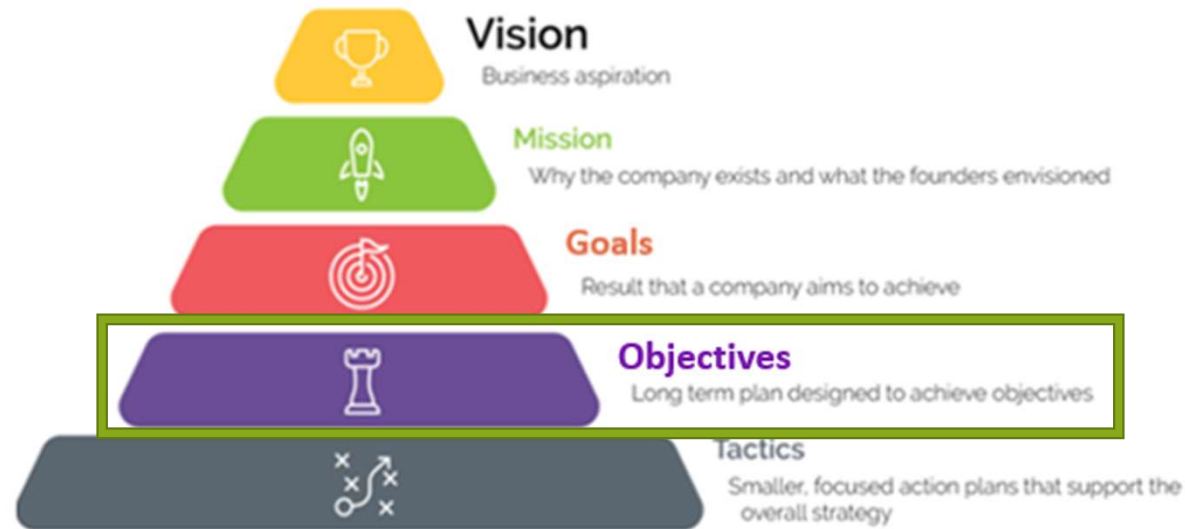 Vision
Business aspiration
Mission
Why the company exists and what the founders envisioned
Goals
Result that a company aims to achieve
Objectives
Long term plan designed to achieve objectives
Tactics
Smaller, focused action plans that support the
overall strategy